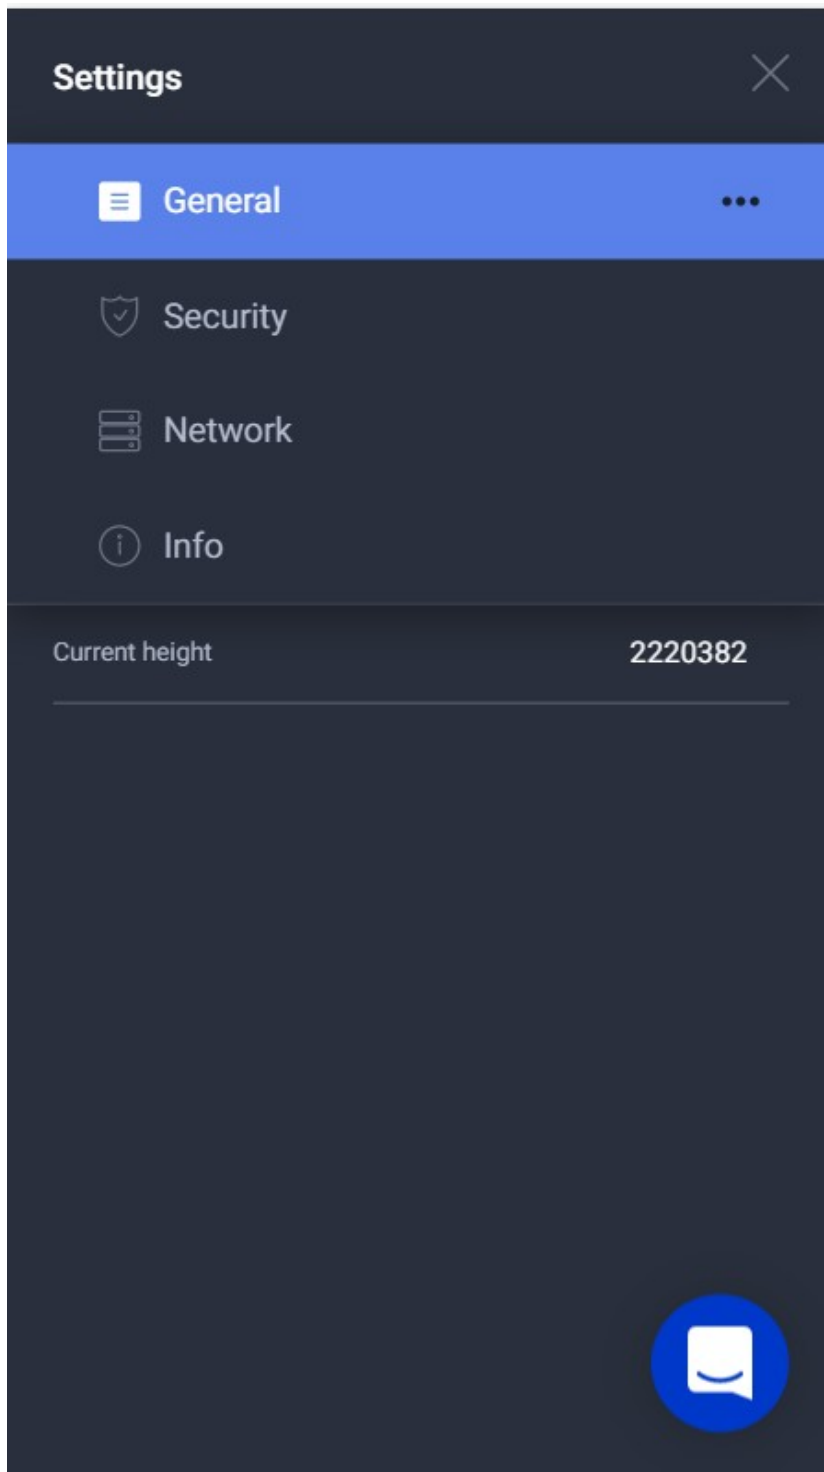 Settings
General
Security
Network
Info
Current height 2220382